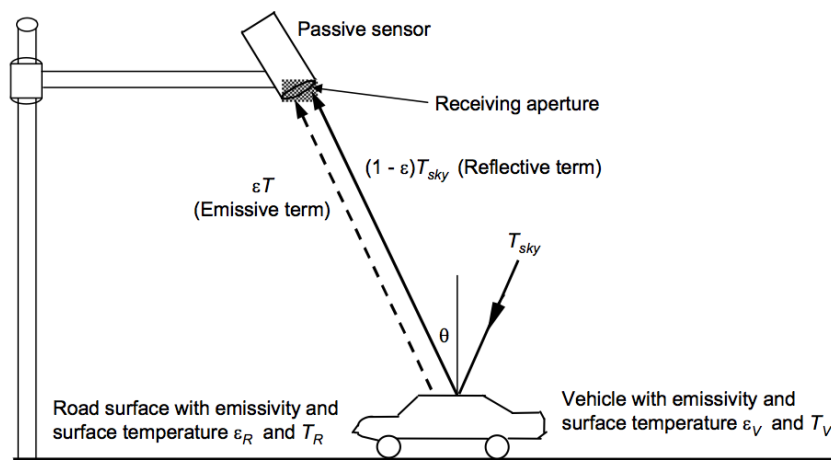 Passive sensor
Receiving aperture
(1 - ε)T_sky (Reflective term)
εT
(Emissive term)
T_sky
θ
Road surface with emissivity and
surface temperature ε_R and T_R
Vehicle with emissivity and
surface temperature ε_V and T_V